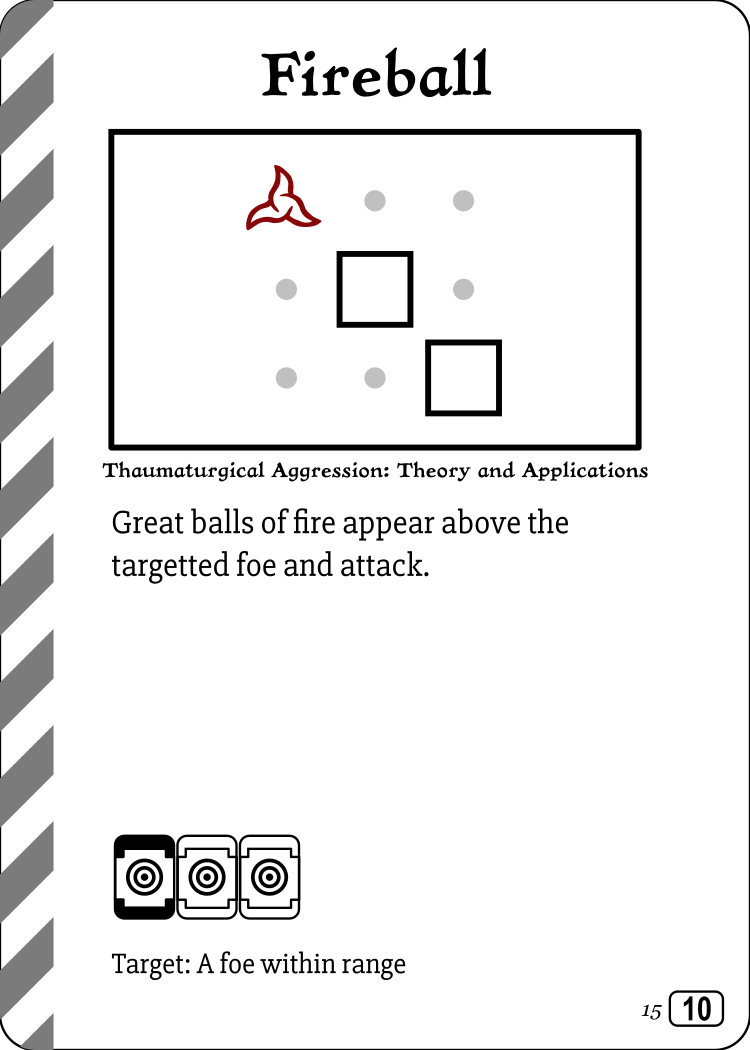 Fireball
Thaumaturgical Aggression: Theory and Applications
Great balls of fire appear above the
targetted foe and attack.
Target: A foe within range
15 10